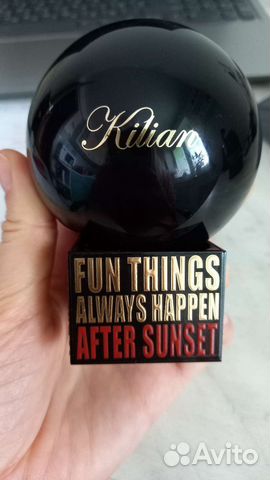 Kilian
FUN THINGS
ALWAYS HAPPEN
AFTER SUNSET
Avito